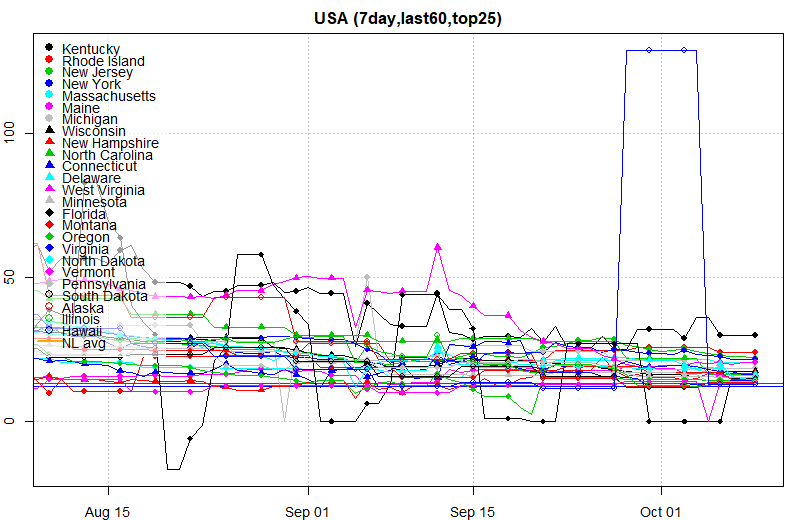 USA (7day,last60,top25)
Kentucky
Rhode Island
New Jersey
New York
Massachusetts
Maine
Michigan
Wisconsin
New Hampshire
North Carolina
Connecticut
Delaware
West Virginia
Minnesota
Florida
Montana
Oregon
Virginia
North Dakota
Vermont
Pennsylvania
South Dakota
Alaska
Illinois
Hawaii
NL avg
100
50
0
Aug 15
Sep 01
Sep 15
Oct 01